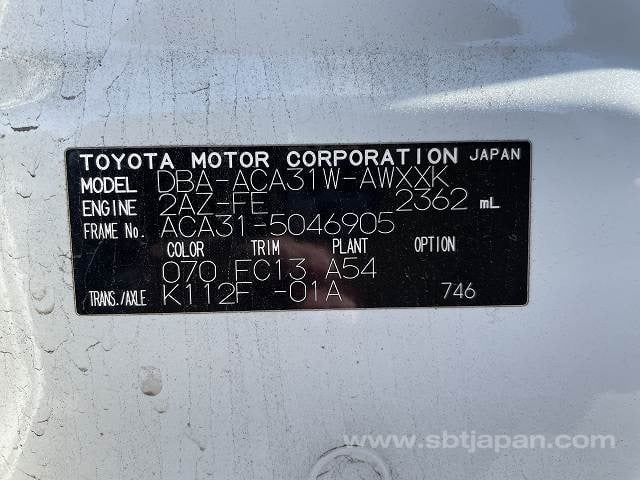 TOYOTA MOTOR CORPORATION JAPAN
MODEL DBA-ACA31W-AWXXK
ENGINE 2AZ-FE 2362 mL
FRAME No. ACA31-5046905
COLOR TRIM PLANT OPTION
070 FC13 A54
TRANS./AXLE K112F -01A 746
www.sbtjapan.com